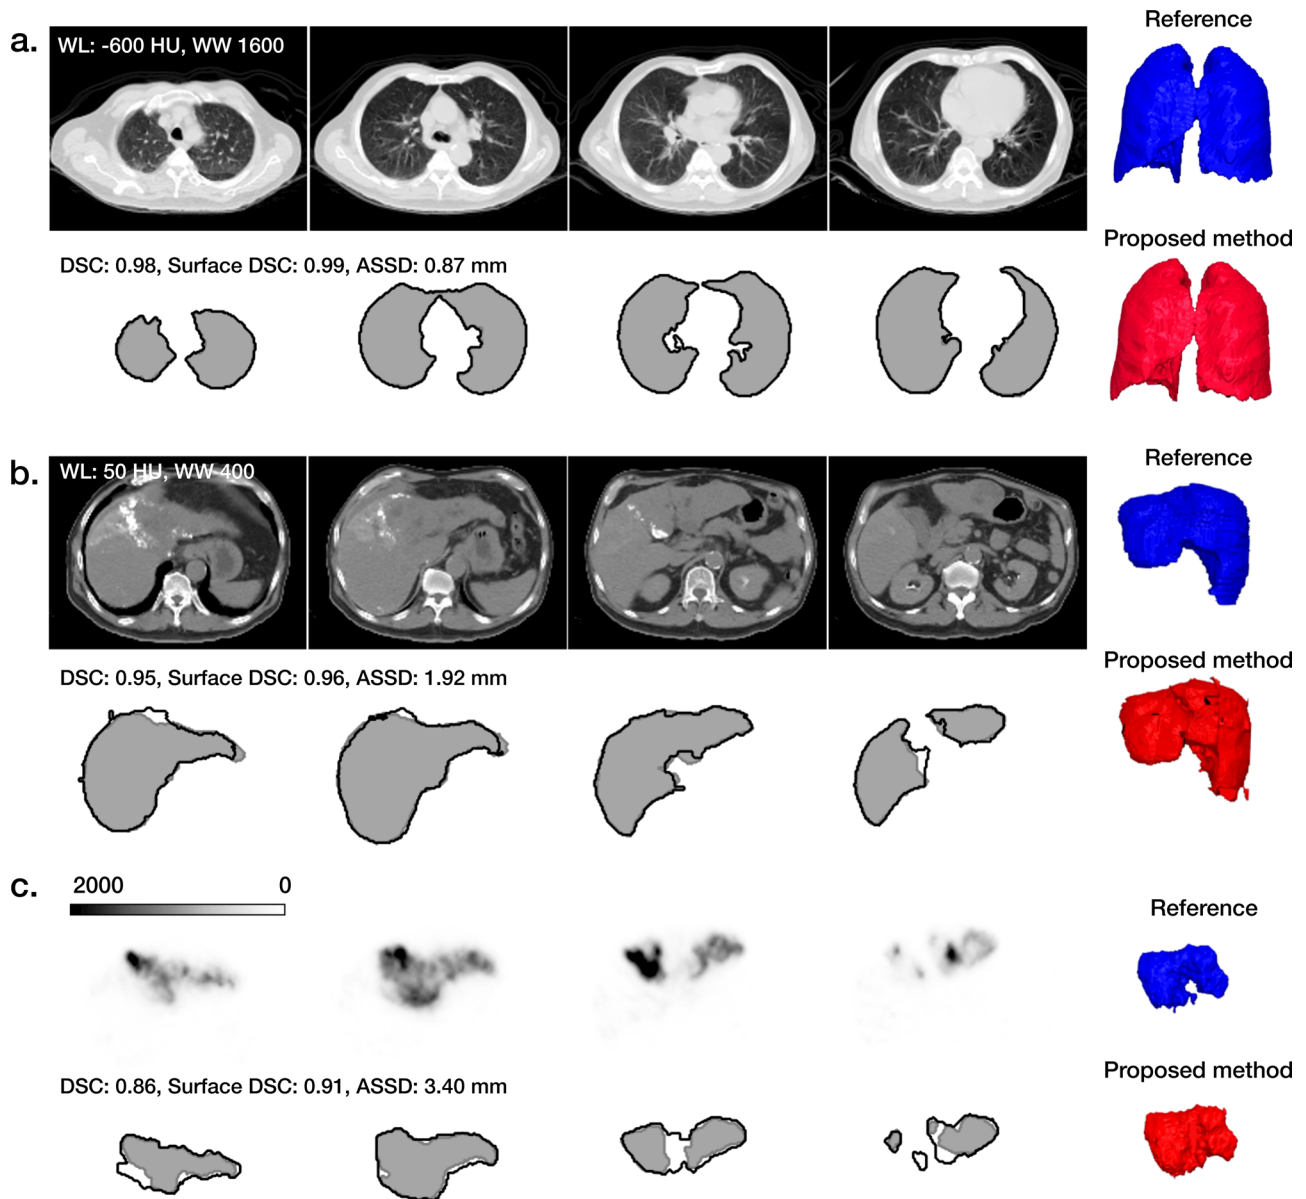 a.
WL: -600 HU, WW 1600
Reference
DSC: 0.98, Surface DSC: 0.99, ASSD: 0.87 mm
Proposed method
b.
WL: 50 HU, WW 400
Reference
DSC: 0.95, Surface DSC: 0.96, ASSD: 1.92 mm
Proposed method
c.
2000 0
Reference
DSC: 0.86, Surface DSC: 0.91, ASSD: 3.40 mm
Proposed method